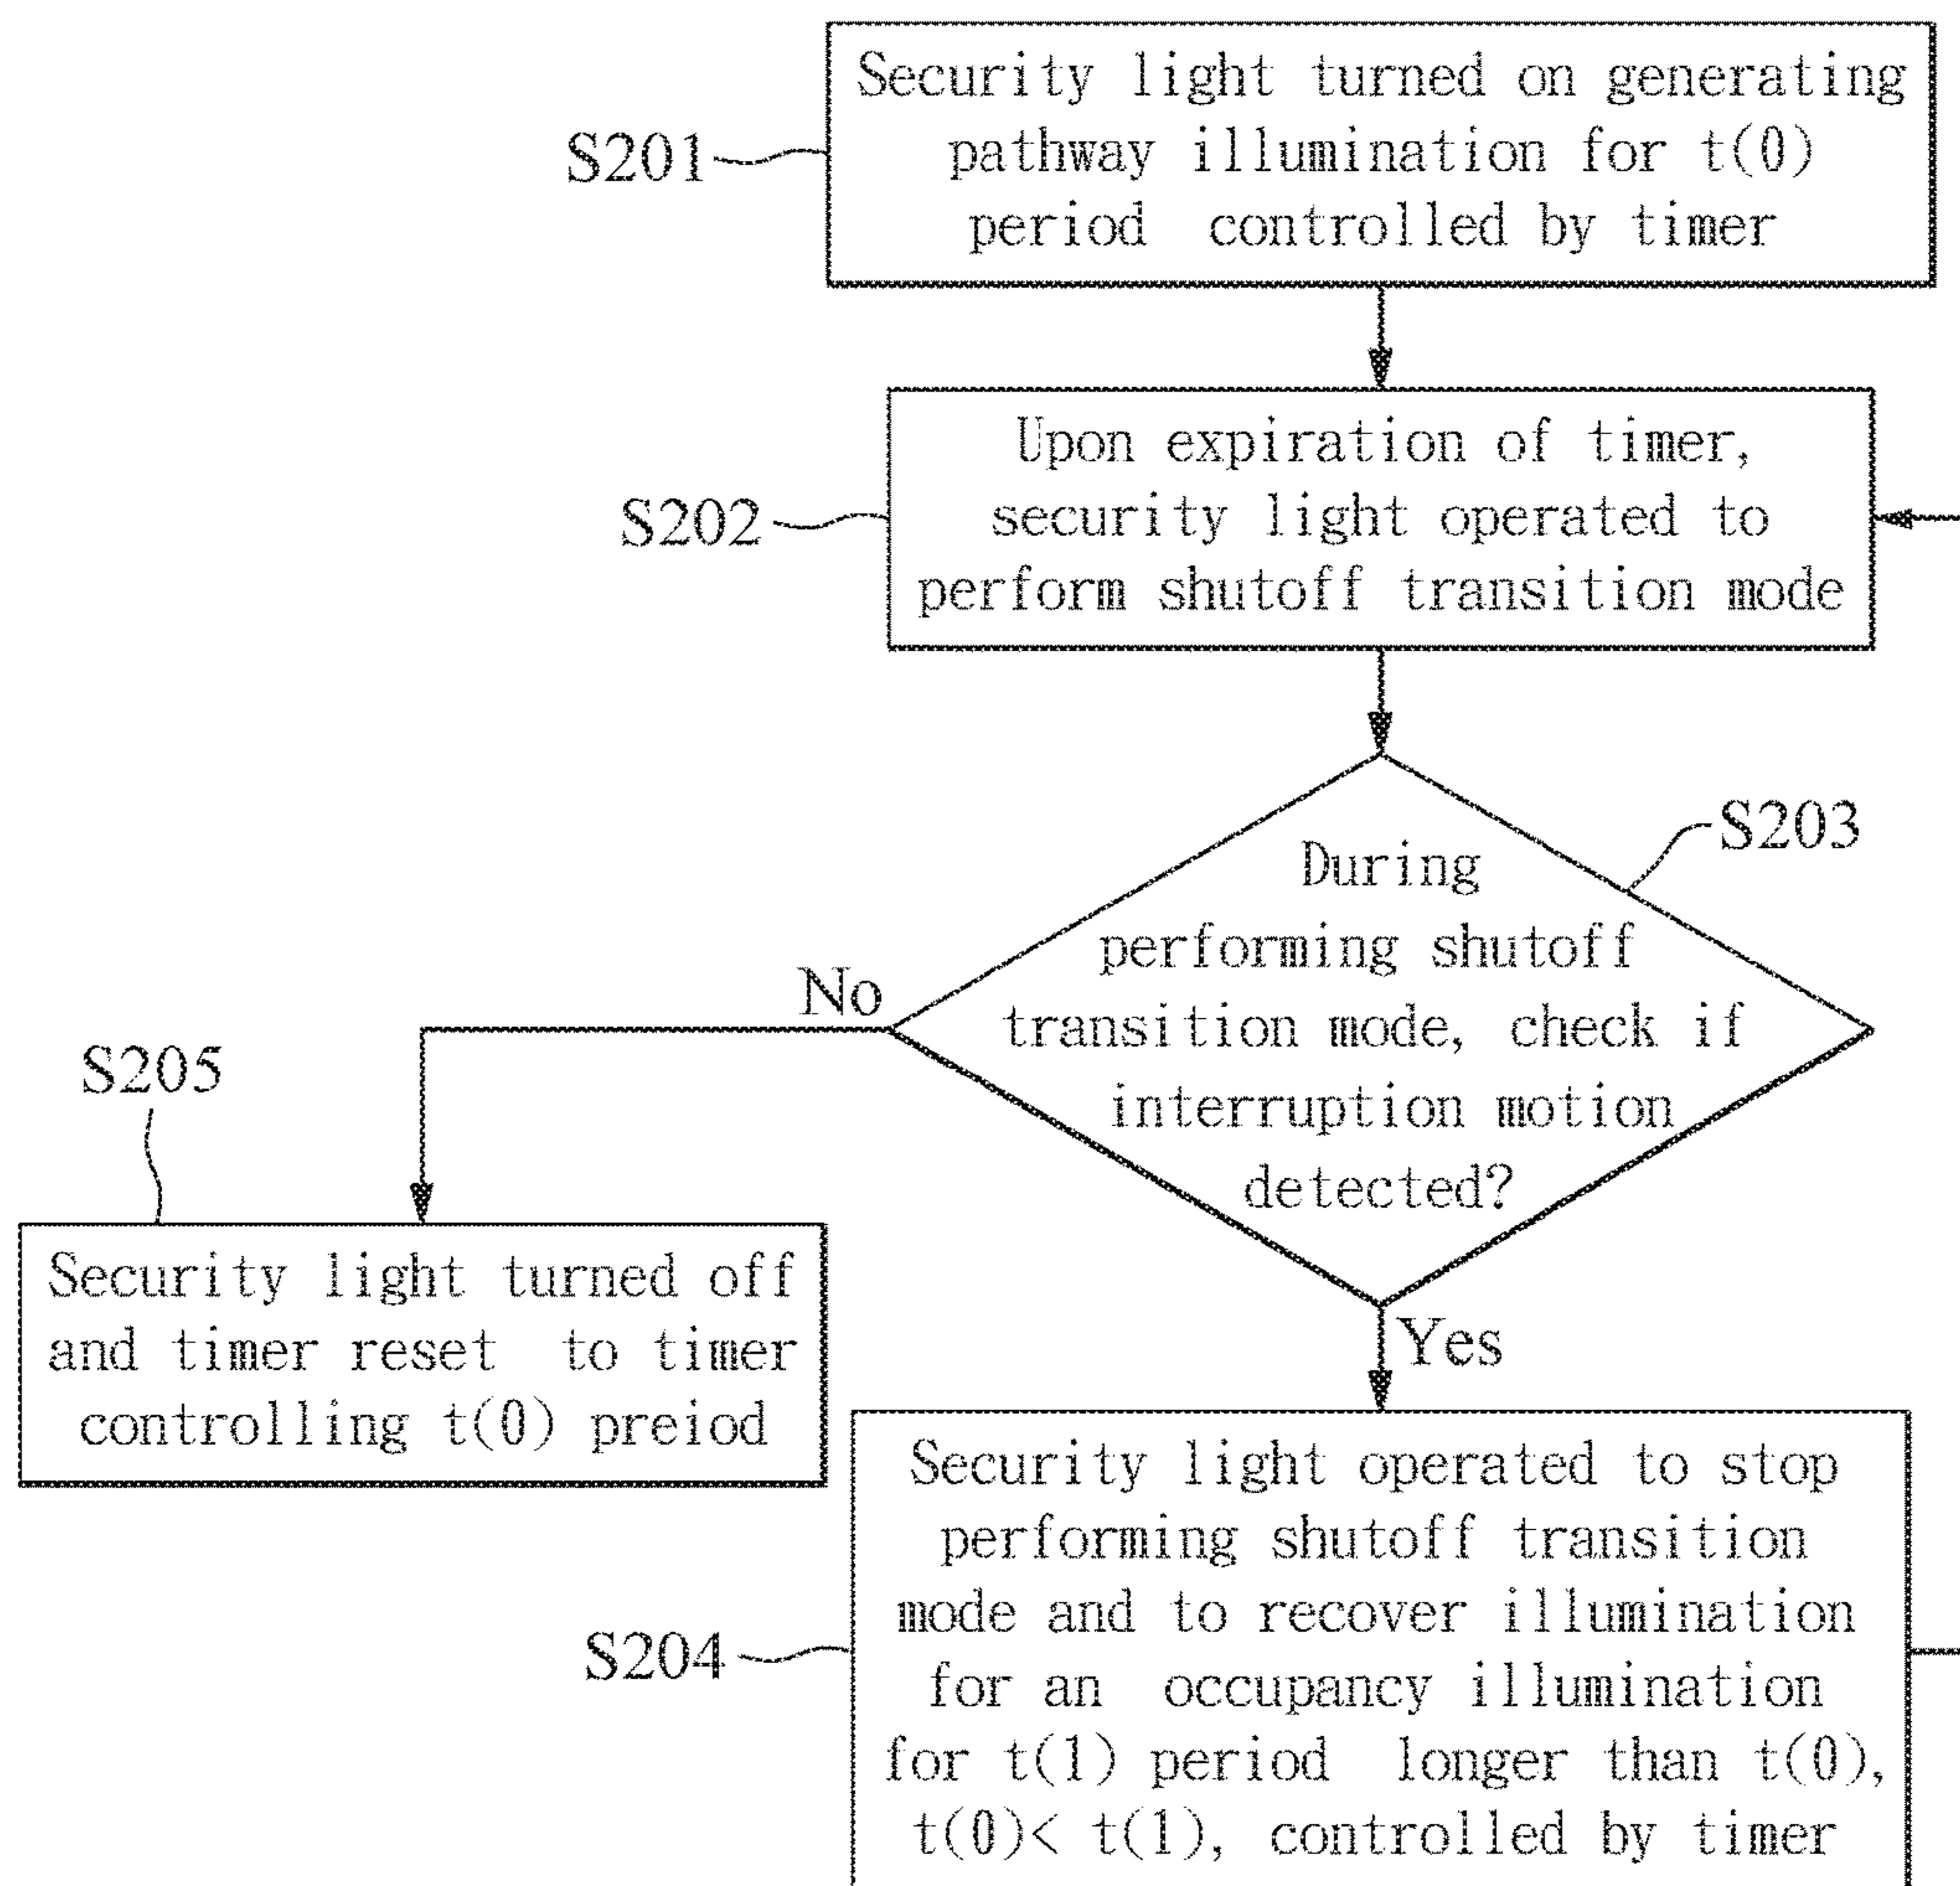 Security light turned on generating
pathway illumination for t(0)
period controlled by timer
S201
Upon expiration of timer,
security light operated to
perform shutoff transition mode
S202
S203
During
performing shutoff
transition mode, check if
interruption motion
detected?
No
Yes
S205
Security light turned off
and timer reset to timer
controlling t(0) preiod
Security light operated to stop
performing shutoff transition
mode and to recover illumination
for an occupancy illumination
for t(1) period longer than t(0),
t(0)< t(1), controlled by timer
S204